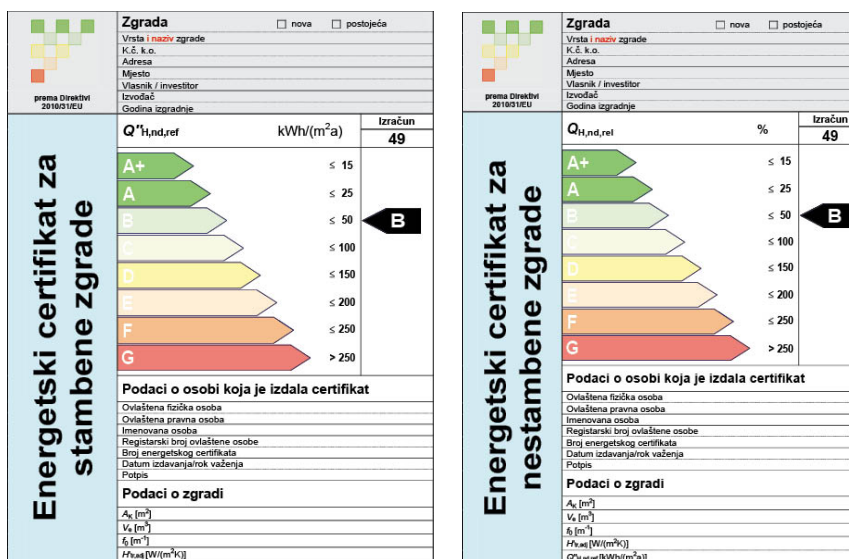 Zgrada nova postojeća
Vrsta i naziv zgrade
K.č. k.o.
Adresa
Mjesto
Vlasnik / investitor
Izvođač
Godina izgradnje
prema Direktivi
2010/31/EU
Energetski certifikat za
stambene zgrade
Q"H,nd,ref kWh/(m²a) Izračun
49
A+ ≤ 15
A ≤ 25
B ≤ 50 B
C ≤ 100
D ≤ 150
E ≤ 200
F ≤ 250
G > 250
Podaci o osobi koja je izdala certifikat
Ovlaštena fizička osoba
Ovlaštena pravna osoba
Imenovana osoba
Registarski broj ovlaštene osobe
Broj energetskog certifikata
Datum izdavanja/rok važenja
Potpis
Podaci o zgradi
AK [m²]
Ve [m³]
f0 [m⁻¹]
H'tr,adj [W/(m²K)]
Zgrada nova postojeća
Vrsta i naziv zgrade
K.č. k.o.
Adresa
Mjesto
Vlasnik / investitor
Izvođač
Godina izgradnje
prema Direktivi
2010/31/EU
Energetski certifikat za
nestambene zgrade
QH,nd,rel % Izračun
49
A+ ≤ 15
A ≤ 25
B ≤ 50 B
C ≤ 100
D ≤ 150
E ≤ 200
F ≤ 250
G > 250
Podaci o osobi koja je izdala certifikat
Ovlaštena fizička osoba
Ovlaštena pravna osoba
Imenovana osoba
Registarski broj ovlaštene osobe
Broj energetskog certifikata
Datum izdavanja/rok važenja
Potpis
Podaci o zgradi
AK [m²]
Ve [m³]
f0 [m⁻¹]
H'tr,adj [W/(m²K)]
Q"H,nd,ref [kWh/(m²a)]